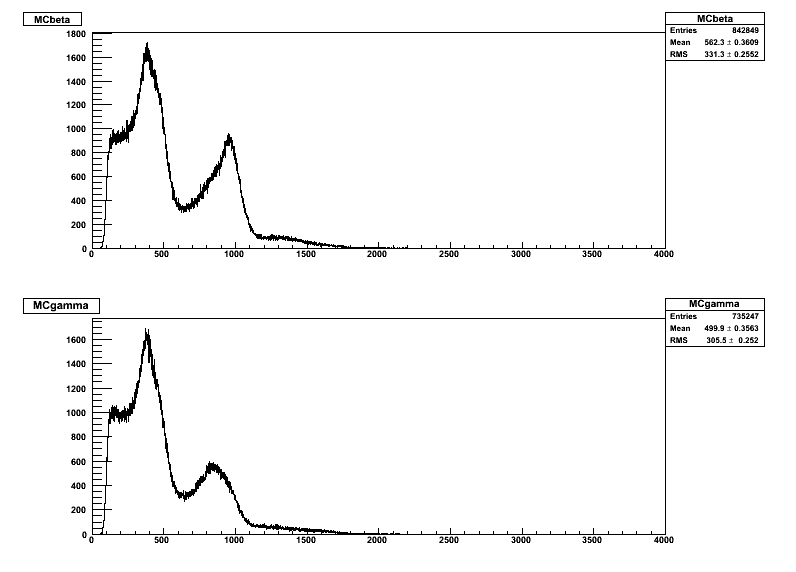 MCbeta
MCbeta
Entries 842849
Mean 562.3 ± 0.3609
RMS 331.3 ± 0.2552
1800
1600
1400
1200
1000
800
600
400
200
0
0 500 1000 1500 2000 2500 3000 3500 4000
MCgamma
MCgamma
Entries 735247
Mean 499.9 ± 0.3563
RMS 305.5 ± 0.252
1600
1400
1200
1000
800
600
400
200
0
0 500 1000 1500 2000 2500 3000 3500 4000